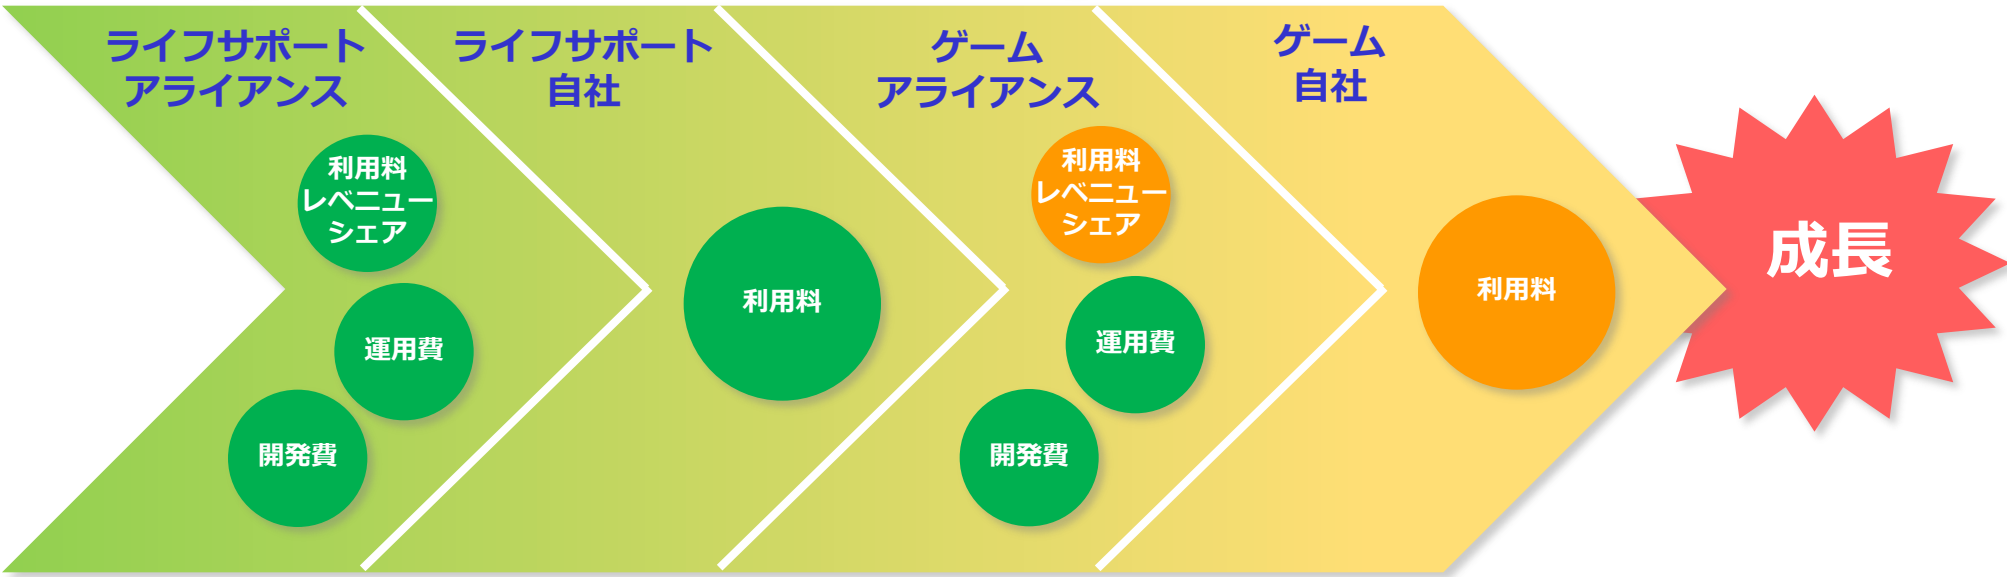 ライフサポート
アライアンス
利用料
レベニュー
シェア
運用費
開発費
ライフサポート
自社
利用料
ゲーム
アライアンス
利用料
レベニュー
シェア
運用費
開発費
ゲーム
自社
利用料
成長